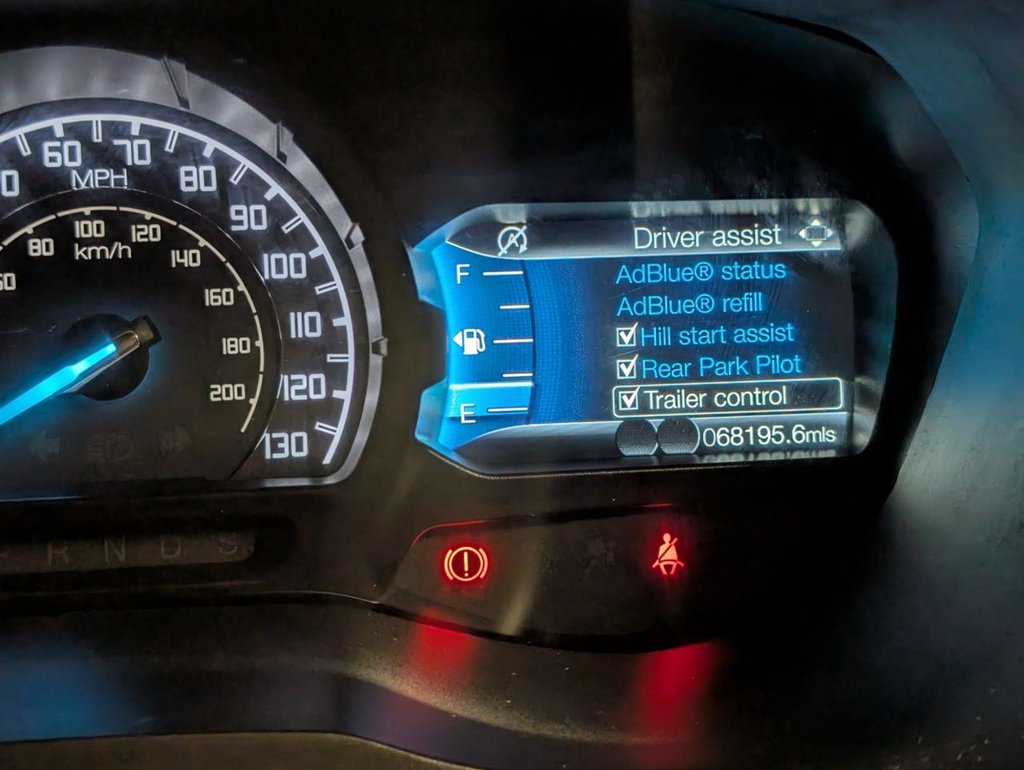 60
70
MPH
80
90
100
110
120
130
80
100
120
km/h
140
160
180
200
R N D S
Driver assist
F
E
AdBlue® status
AdBlue® refill
Hill start assist
Rear Park Pilot
Trailer control
068195.6mls